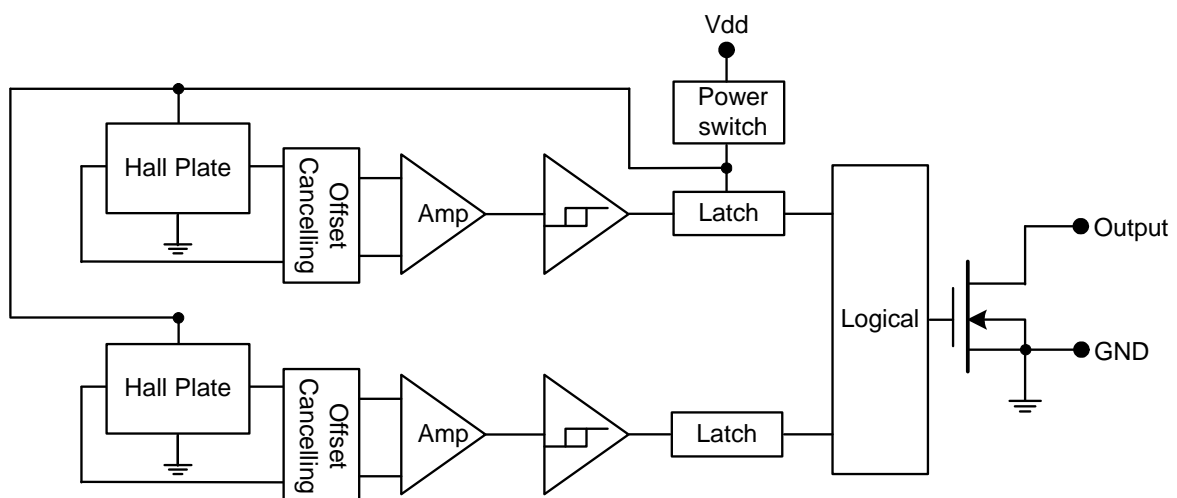 Vdd
Power
switch
Hall Plate
Offset
Cancelling
Amp
Latch
Output
Logical
GND
Hall Plate
Offset
Cancelling
Amp
Latch